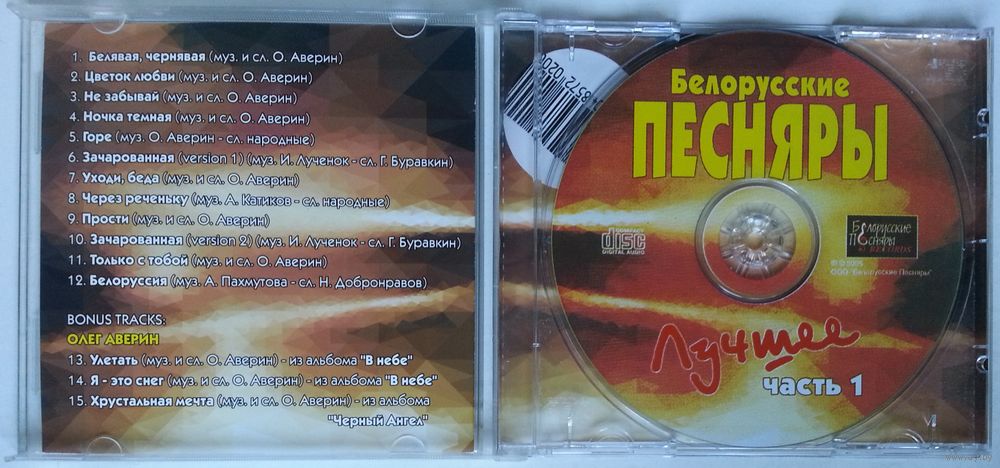 1. Белявая, чернявая (муз. и сл. О. Аверин)
2. Цветок любви (муз. и сл. О. Аверин)
3. Не забывай (муз. и сл. О. Аверин)
4. Ночка темная (муз. и сл. О. Аверин)
5. Горе (муз. О. Аверин - сл. народные)
6. Зачарованная (version 1) (муз. И. Лученок - сл. Г. Буравкин)
7. Уходи, беда (муз. и сл. О. Аверин)
8. Через реченьку (муз. А. Катиков - сл. народные)
9. Прости (муз. и сл. О. Аверин)
10. Зачарованная (version 2) (муз. И. Лученок - сл. Г. Буравкин)
11. Только с тобой (муз. и сл. О. Аверин)
12. Белоруссия (муз. А. Пахмутова - сл. Н. Добронравов)
BONUS TRACKS:
ОЛЕГ АВЕРИН
13. Улетать (муз. и сл. О. Аверин) - из альбома "В небе"
14. Я - это снег (муз. и сл. О. Аверин) - из альбома "В небе"
15. Хрустальная мечта (муз. и сл. О. Аверин) - из альбома
"Черный Ангел"
Белорусские
ПЕСНЯРЫ
COMPACT
disc
DIGITAL AUDIO
Белорусские
Песняры
RECORDS
℗ © 2005
ООО "Белорусские Песняры"
Лучшее
часть 1